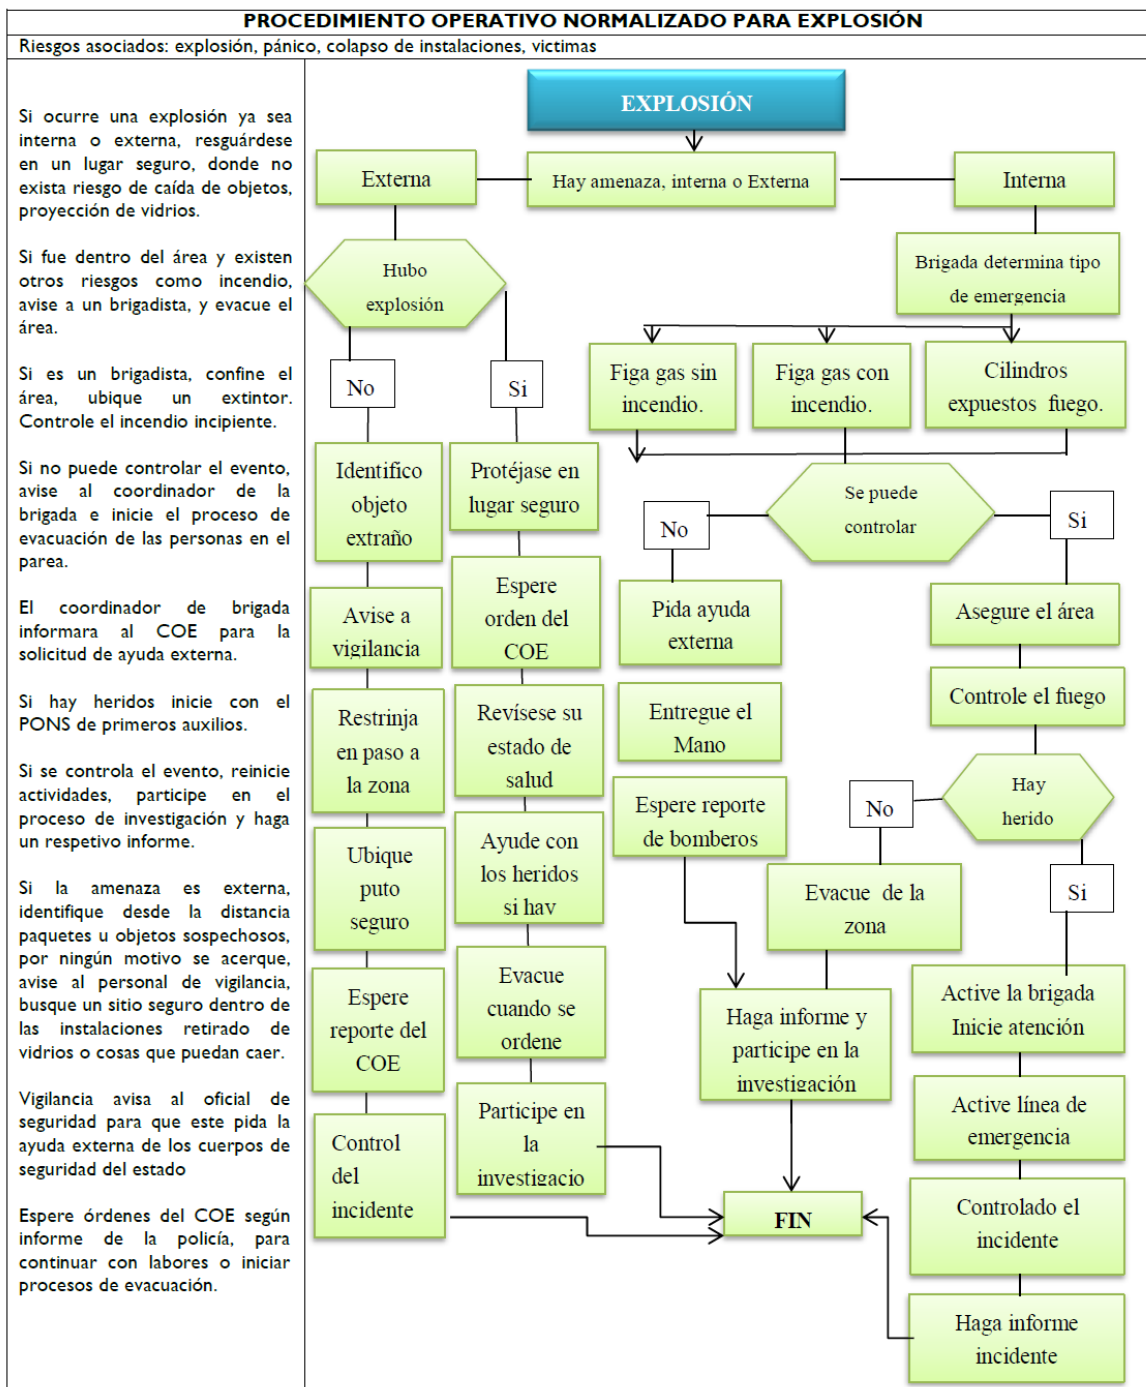 PROCEDIMIENTO OPERATIVO NORMALIZADO PARA EXPLOSIÓN
Riesgos asociados: explosión, pánico, colapso de instalaciones, victimas
Si ocurre una explosión ya sea
interna o externa, resguárdese
en un lugar seguro, donde no
exista riesgo de caída de objetos,
proyección de vidrios.
Si fue dentro del área y existen
otros riesgos como incendio,
avise a un brigadista, y evacue el
área.
Si es un brigadista, confine el
área, ubique un extintor.
Controle el incendio incipiente.
Si no puede controlar el evento,
avise al coordinador de la
brigada e inicie el proceso de
evacuación de las personas en el
parea.
El coordinador de brigada
informara al COE para la
solicitud de ayuda externa.
Si hay heridos inicie con el
PONS de primeros auxilios.
Si se controla el evento, reinicie
actividades, participe en el
proceso de investigación y haga
un respetivo informe.
Si la amenaza es externa,
identifique desde la distancia
paquetes u objetos sospechosos,
por ningún motivo se acerque,
avise al personal de vigilancia,
busque un sitio seguro dentro de
las instalaciones retirado de
vidrios o cosas que puedan caer.
Vigilancia avisa al oficial de
seguridad para que este pida la
ayuda externa de los cuerpos de
seguridad del estado
Espere órdenes del COE según
informe de la policía, para
continuar con labores o iniciar
procesos de evacuación.
EXPLOSIÓN
Externa
Hay amenaza, interna o Externa
Interna
Hubo
explosión
No
Si
Identifico
objeto
extraño
Avise a
vigilancia
Restrinja
en paso a
la zona
Ubique
puto
seguro
Espere
reporte del
COE
Control
del
incidente
Protéjase en
lugar seguro
Espere
orden del
COE
Revísese su
estado de
salud
Ayude con
los heridos
si hay
Evacue
cuando se
ordene
Participe en
la
investigacio
Brigada determina tipo
de emergencia
Figa gas sin
incendio.
Figa gas con
incendio.
Cilindros
expuestos fuego.
Se puede
controlar
No
Si
Pida ayuda
externa
Entregue el
Mano
Espere reporte
de bomberos
Asegure el área
Controle el fuego
Hay
herido
No
Si
Evacue de la
zona
Haga informe y
participe en la
investigación
Active la brigada
Inicie atención
Active línea de
emergencia
Controlado el
incidente
Haga informe
incidente
FIN